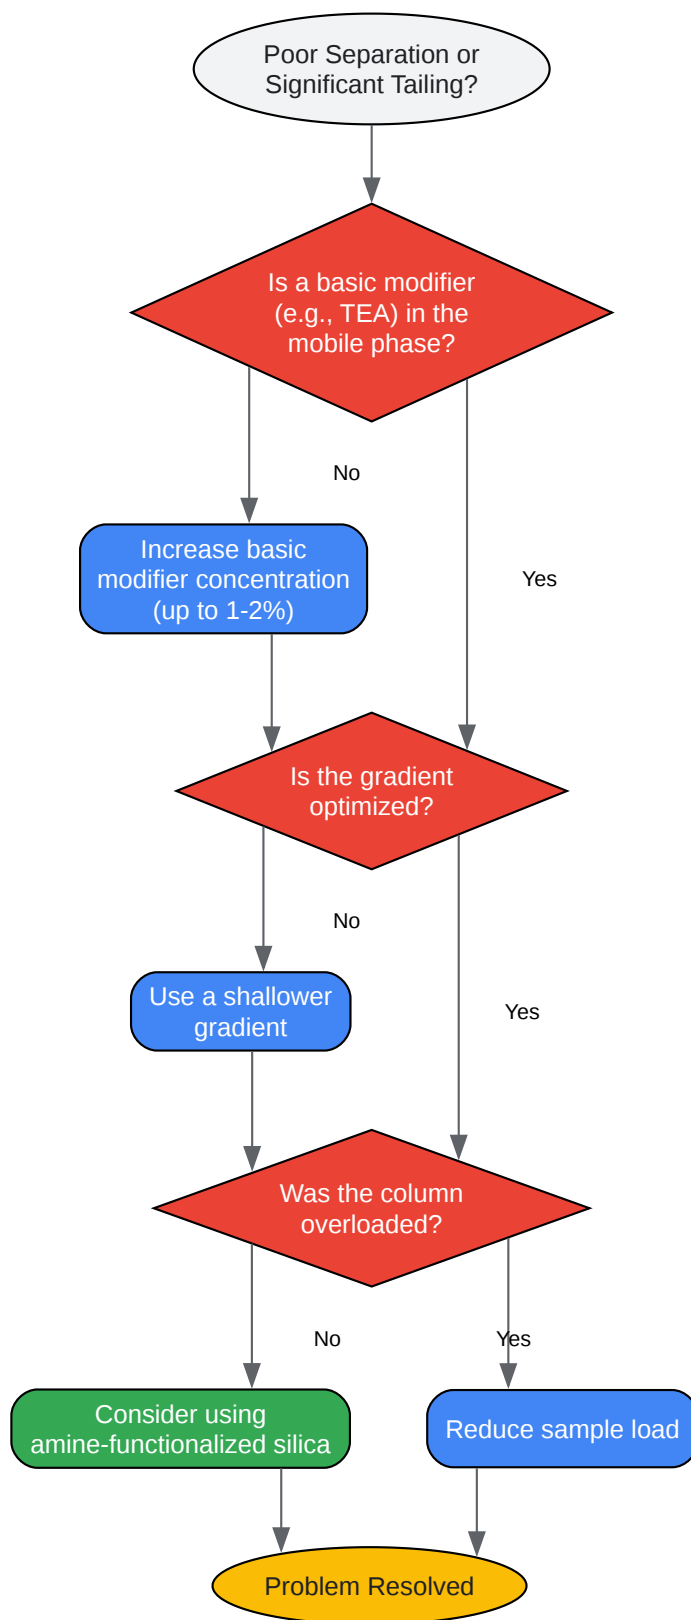 Poor Separation or
Significant Tailing?
Is a basic modifier
(e.g., TEA) in the
mobile phase?
No
Increase basic
modifier concentration
(up to 1-2%)
Yes
Is the gradient
optimized?
No
Use a shallower
gradient
Yes
Was the column
overloaded?
No
Yes
Consider using
amine-functionalized silica
Reduce sample load
Problem Resolved